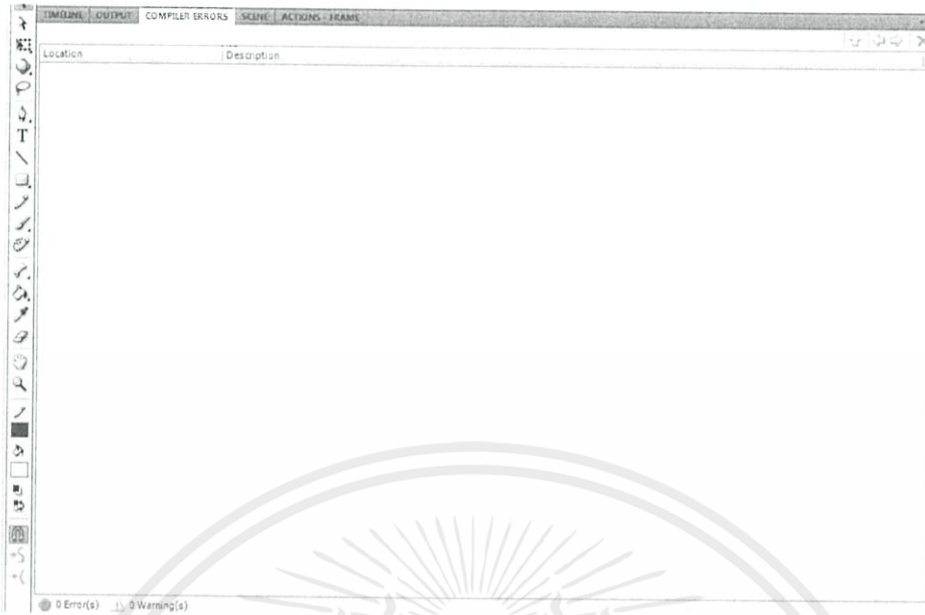 TIMELINE OUTPUT COMPILER ERRORS SCENE ACTIONS - FRAME
Location Description
T
0 Error(s) 0 Warning(s)